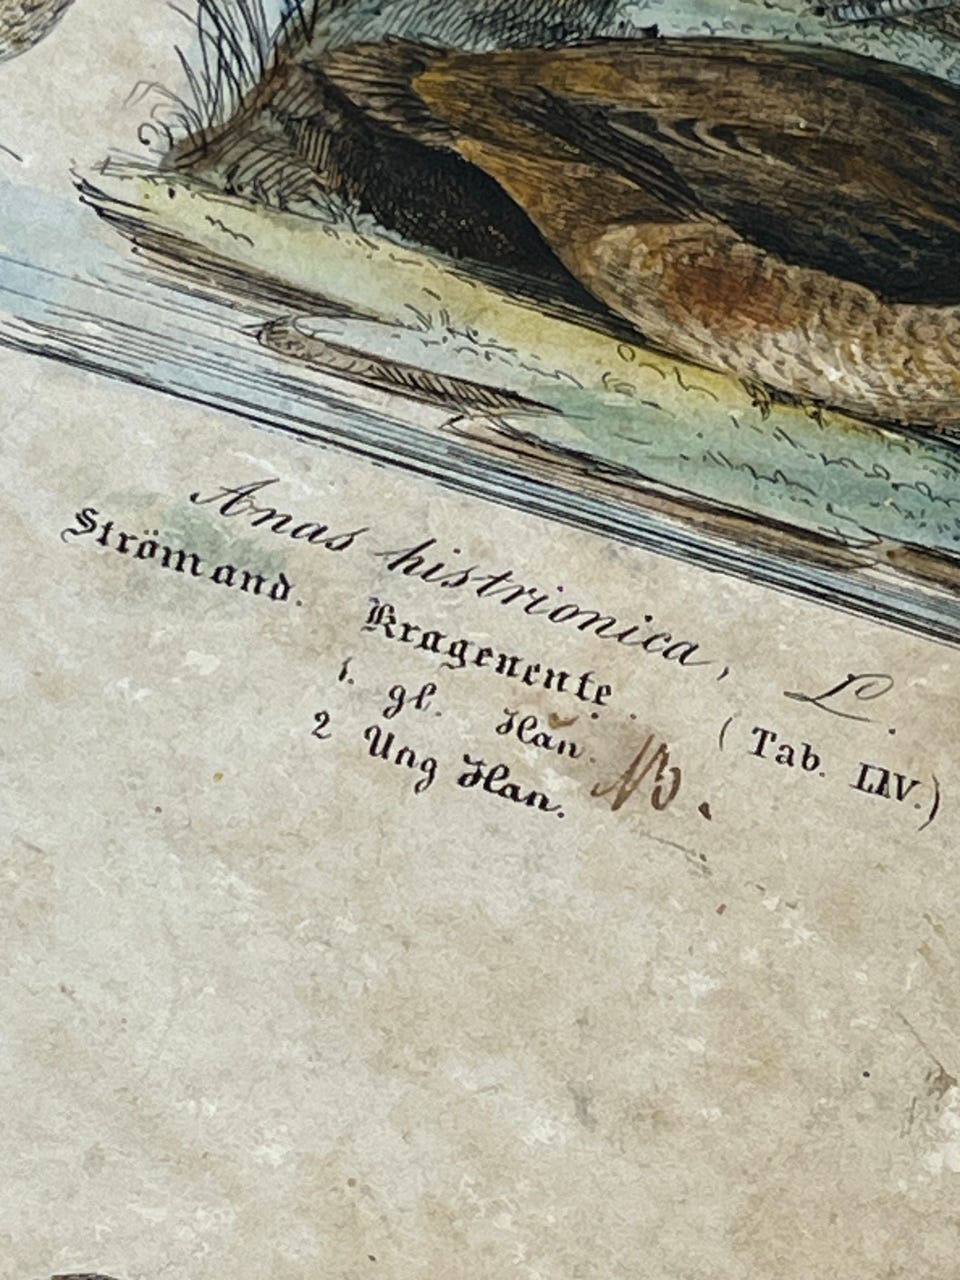 Anas histrionica, L.
Strömand. Kragenente. (Tab. LIV.)
1. gl. Han.
2 Ung Han.